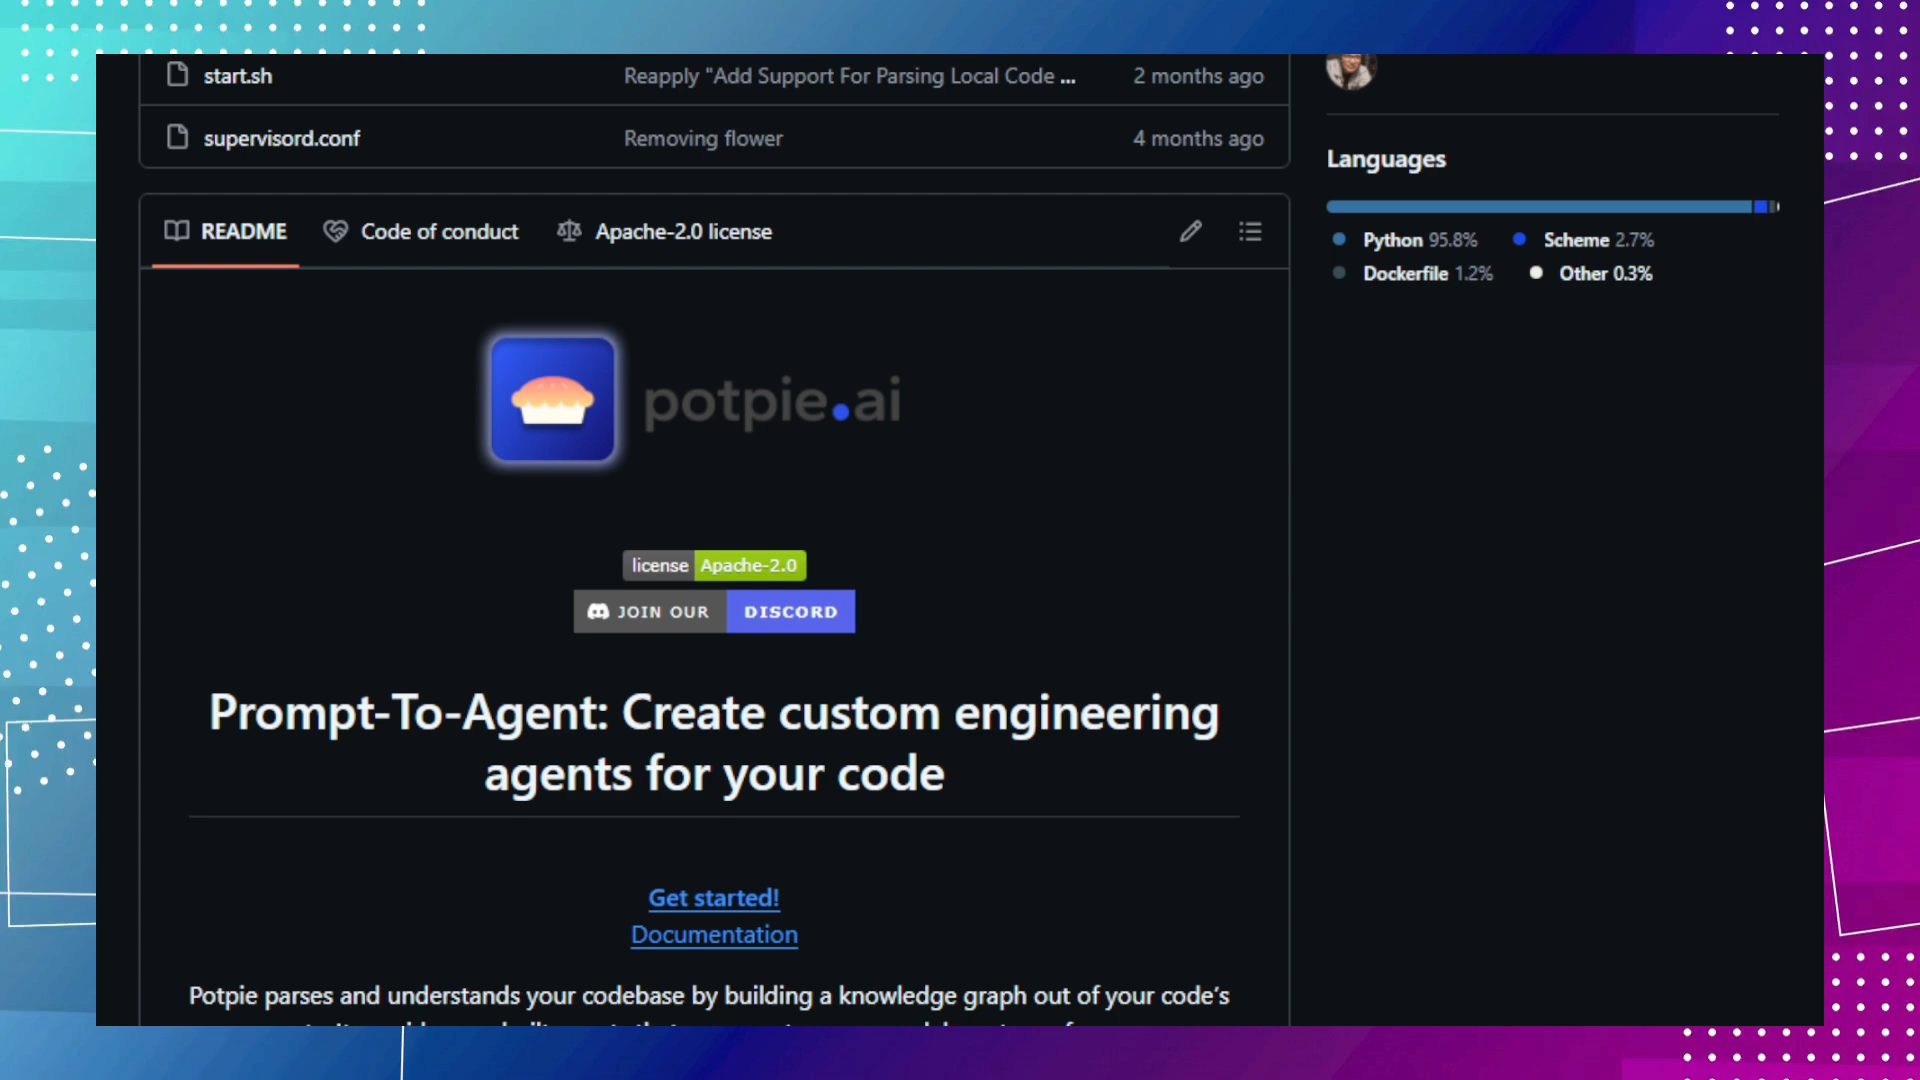 start.sh Reapply "Add Support For Parsing Local Code ... 2 months ago
supervisord.conf Removing flower 4 months ago
Languages
Python 95.8% Scheme 2.7%
Dockerfile 1.2% Other 0.3%
README Code of conduct Apache-2.0 license
potpie.ai
license Apache-2.0
JOIN OUR DISCORD
Prompt-To-Agent: Create custom engineering
agents for your code
Get started!
Documentation
Potpie parses and understands your codebase by building a knowledge graph out of your code's